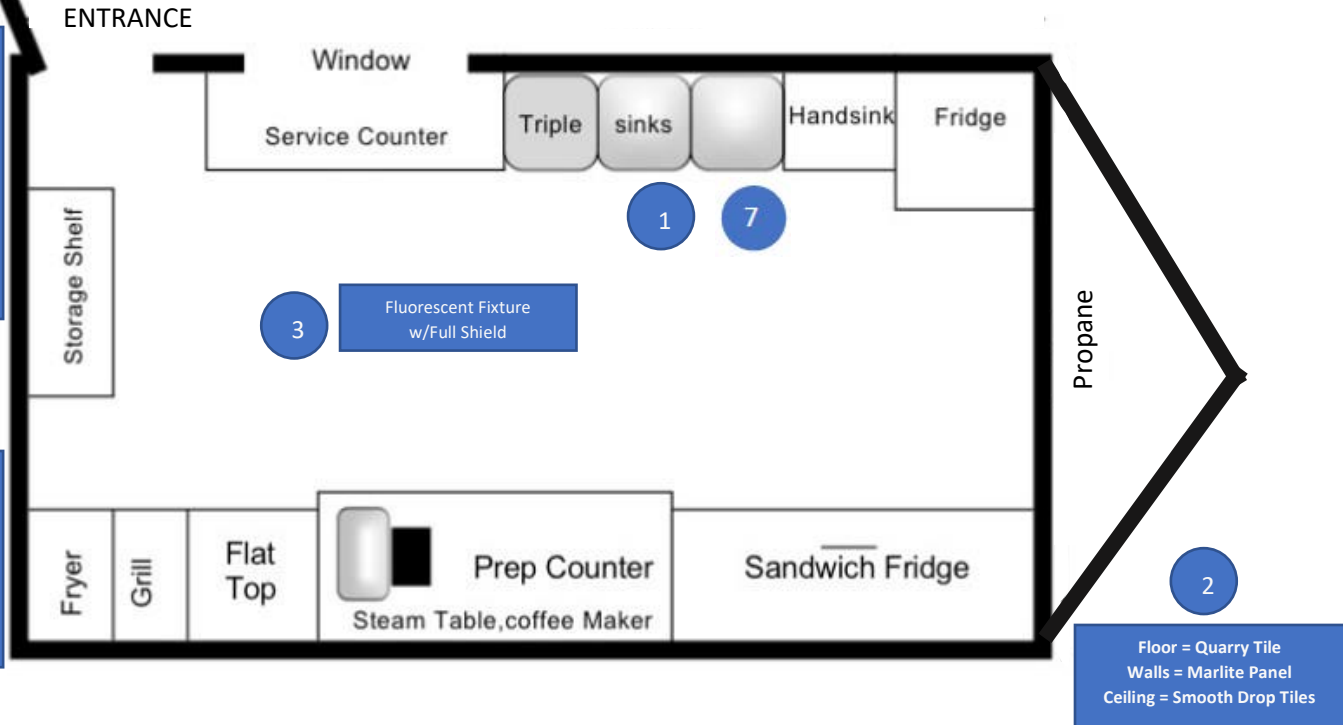 ENTRANCE
Window
Service Counter
Triple
sinks
Handsink
Fridge
1
7
Storage Shelf
3
Fluorescent Fixture
w/Full Shield
Propane
Fryer
Grill
Flat
Top
Prep Counter
Steam Table,coffee Maker
Sandwich Fridge
2
Floor = Quarry Tile
Walls = Marlite Panel
Ceiling = Smooth Drop Tiles